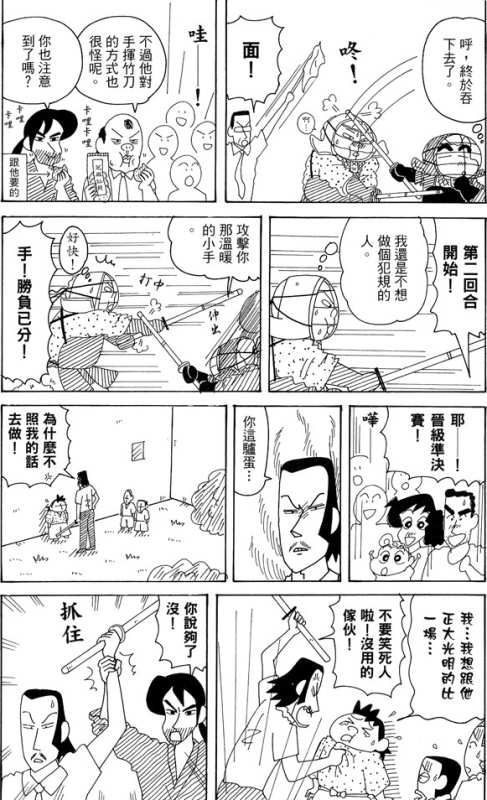 呼,終於吞
下去了。
咚!
面!
哇!
不過他對
手揮竹刀
的方式也
很怪呢。
你也注意
到了嗎?
卡哩
卡哩
卡哩
卡哩
跟他要的
第二回合
開始!
我還是不想
做個犯規的
人。
攻擊你
那溫暖
的小手
。
打中
伸出
好快!
手!勝負已分!
耶——!
晉級準決
賽!
嘩
你這驢蛋…
為什麼不
照我的話
去做!
我…我想跟他
正大光明的比
一場…
不要笑死人
啦!沒用的
傢伙!
你說夠了
沒!
抓住